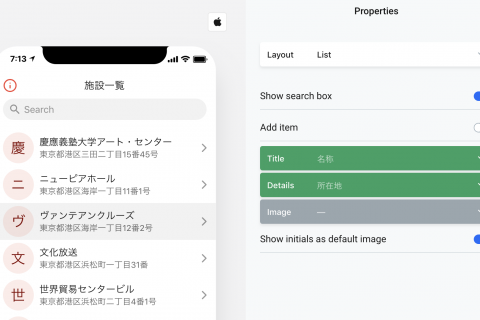 7:13
施設一覧
Search
慶
慶應義塾大学アート・センター
東京都港区三田二丁目15番45号
ニ
ニューピアホール
東京都港区海岸一丁目11番1号
ヴ
ヴァンテアンクルーズ
東京都港区海岸一丁目12番2号
文
文化放送
東京都港区浜松町一丁目31番
世
世界貿易センタービル
東京都港区浜松町二丁目4番1号
Properties
Layout List
Show search box
Add item
Title 名称
Details 所在地
Image —
Show initials as default image